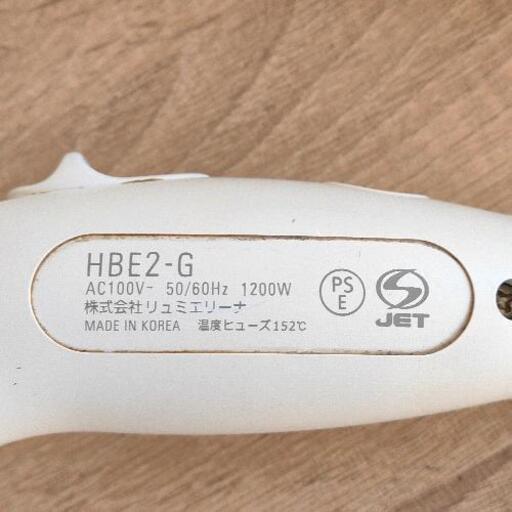 HBE2-G
AC100V~ 50/60Hz 1200W
株式会社リュミエリーナ
MADE IN KOREA 温度ヒューズ152℃
PS
E
JET